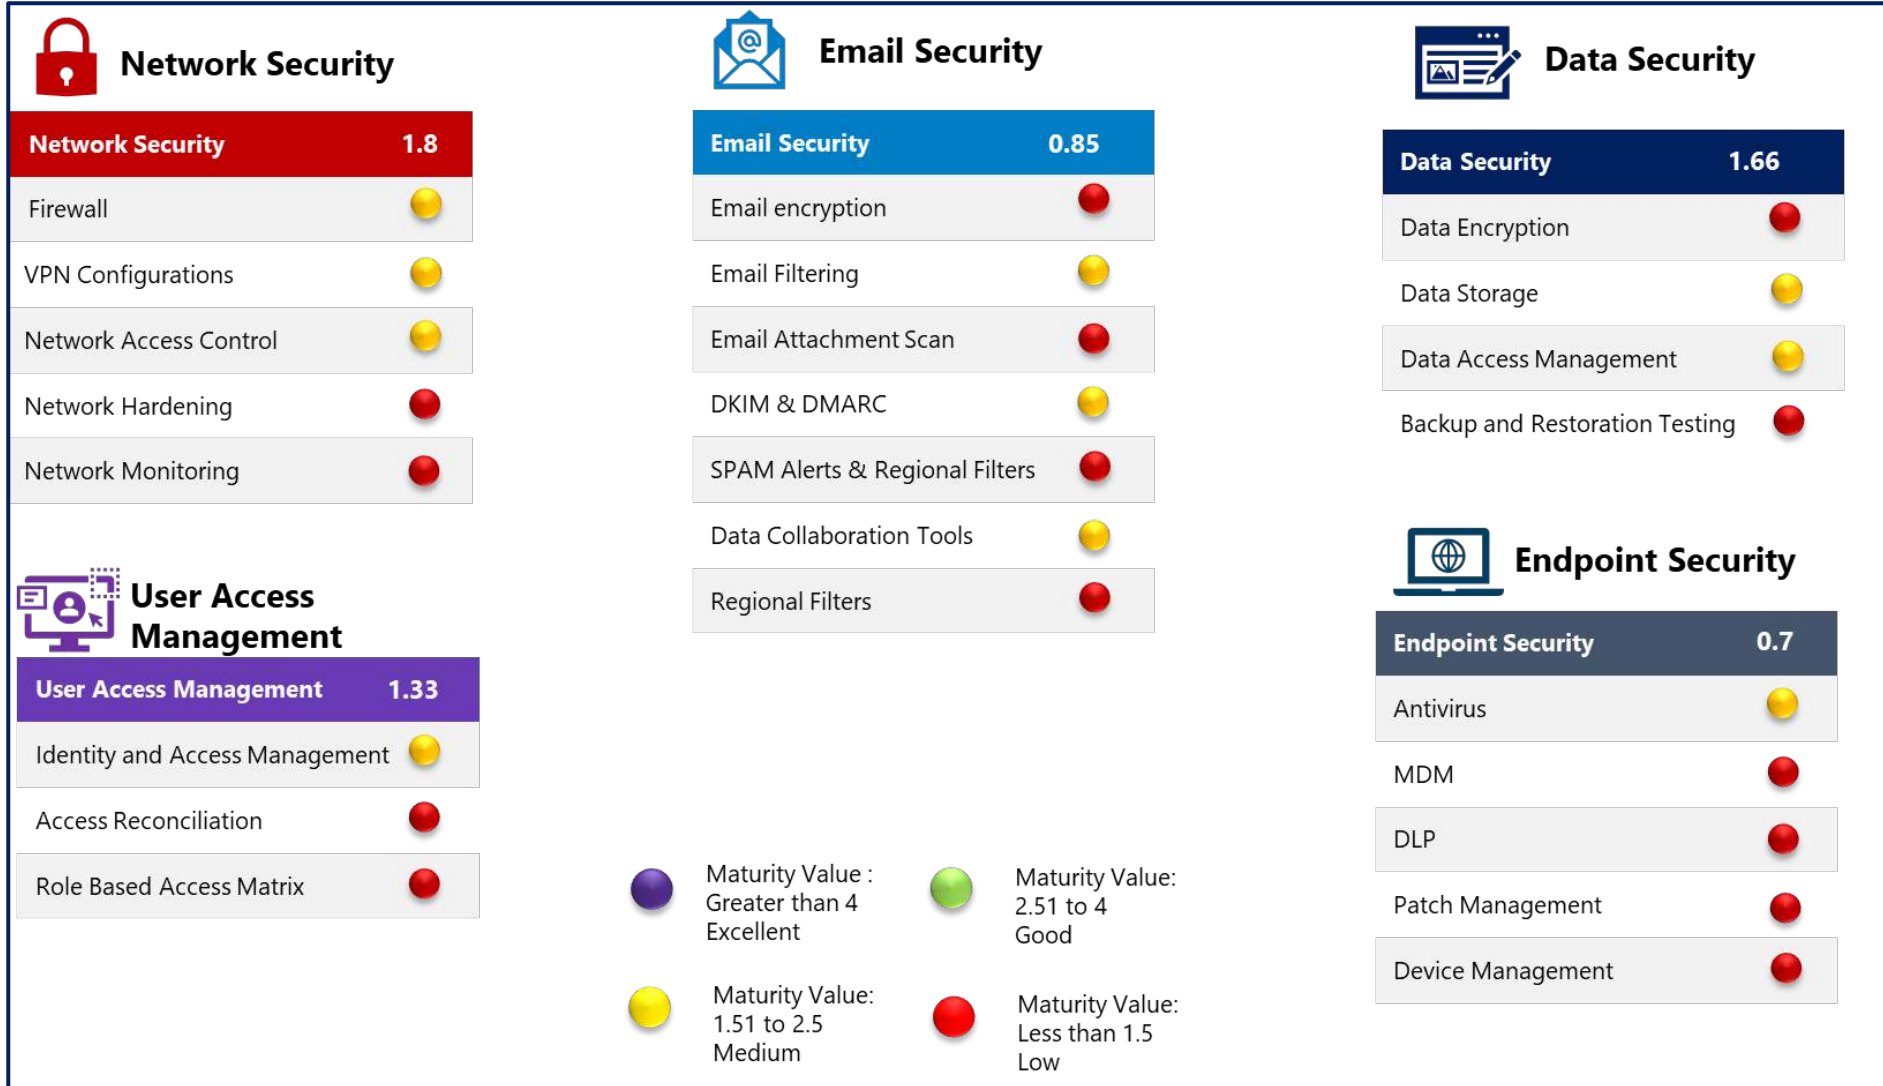 Network Security
Network Security 1.8
Firewall
VPN Configurations
Network Access Control
Network Hardening
Network Monitoring
User Access
Management
User Access Management 1.33
Identity and Access Management
Access Reconciliation
Role Based Access Matrix
@
Email Security
Email Security 0.85
Email encryption
Email Filtering
Email Attachment Scan
DKIM & DMARC
SPAM Alerts & Regional Filters
Data Collaboration Tools
Regional Filters
Maturity Value :
Greater than 4
Excellent
Maturity Value:
2.51 to 4
Good
Maturity Value:
1.51 to 2.5
Medium
Maturity Value:
Less than 1.5
Low
Data Security
Data Security 1.66
Data Encryption
Data Storage
Data Access Management
Backup and Restoration Testing
Endpoint Security
Endpoint Security 0.7
Antivirus
MDM
DLP
Patch Management
Device Management